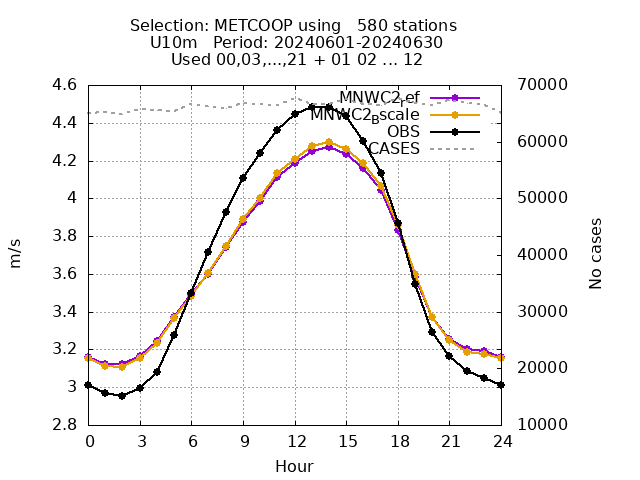 Selection: METCOOP using   580 stations
U10m   Period: 20240601-20240630
Used 00,03,...,21 + 01 02 ... 12
4.6
4.4
4.2
4
3.8
3.6
3.4
3.2
3
2.8
m/s
70000
60000
50000
40000
30000
20000
10000
No cases
MNWC2ref
MNWC2Bscale
OBS
CASES
0 3 6 9 12 15 18 21 24
Hour